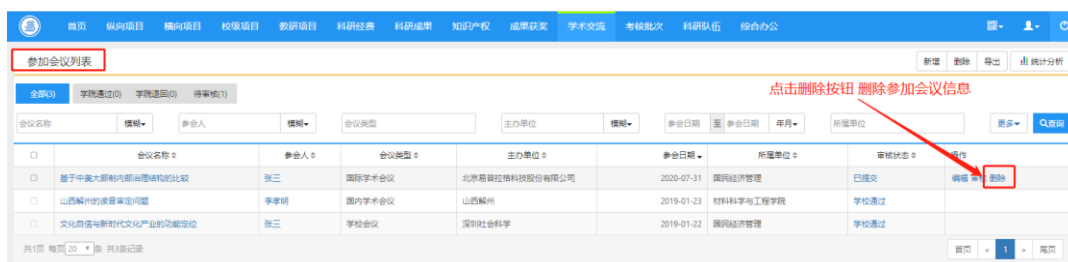 首页 纵向项目 横向项目 校级项目 教研项目 科研经费 科研成果 知识产权 成果获奖 学术交流 考核批次 科研队伍 综合办公
参加会议列表 新增 删除 导出 统计分析
全部(3) 学院通过(0) 学院退回(0) 待审核(1)
点击删除按钮 删除参加会议信息
会议名称 模糊 参会人 模糊 会议类型 主办单位 模糊 参会日期 至 参会日期 年月 所属单位 更多 查询
会议名称 参会人 会议类型 主办单位 参会日期 所属单位 审核状态 操作
基于中美大部制内部治理结构的比较 张三 国际学术会议 北京易普拉格科技股份有限公司 2020-07-31 国民经济管理 已提交 编辑 审核 删除
山西解州的读音审定问题 李孝明 国内学术会议 山西解州 2019-01-23 材料科学与工程学院 学校通过
文化自信与新时代文化产业的功能定位 张三 学校会议 深圳社会科学 2019-01-22 国民经济管理 学校通过
共1页 每页 20 条 共3条记录 首页 « 1 » 尾页